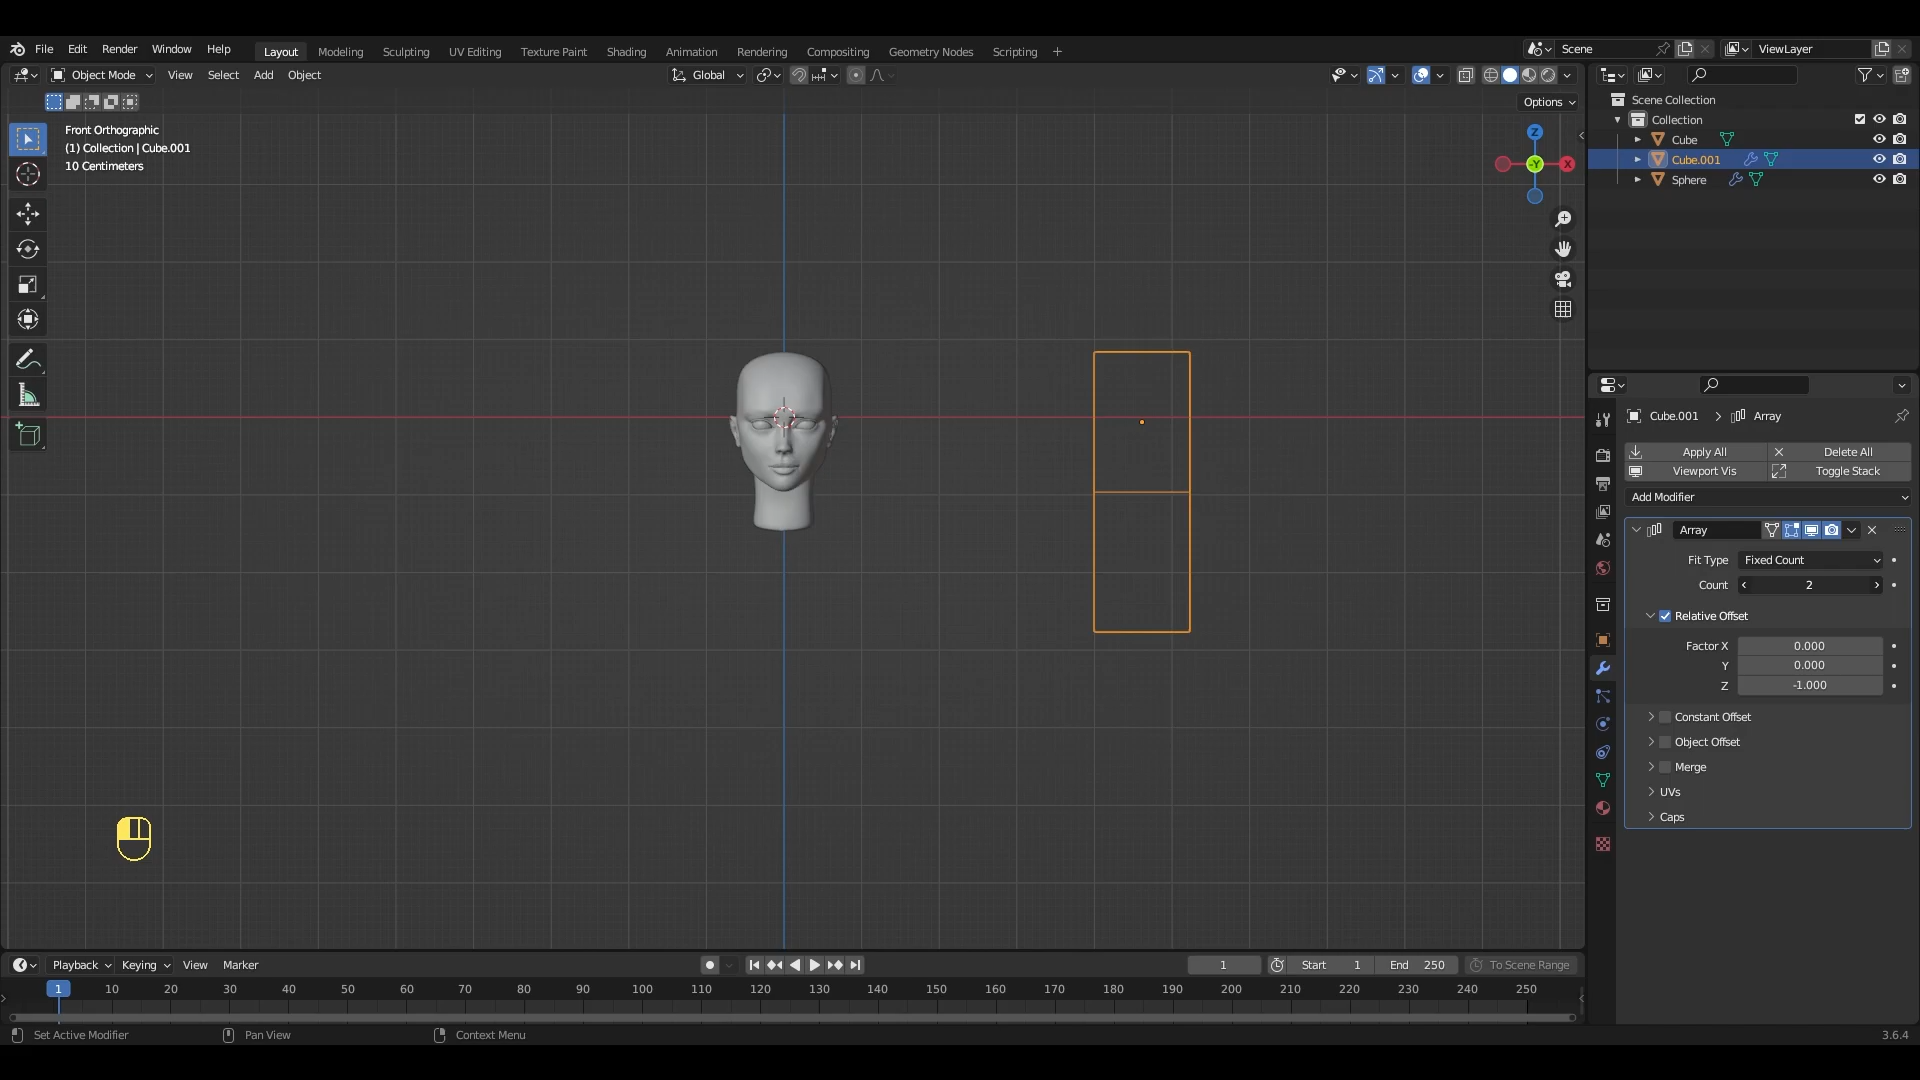 File Edit Render Window Help Layout Modeling Sculpting UV Editing Texture Paint Shading Animation Rendering Compositing Geometry Nodes Scripting + Scene ViewLayer
Object Mode View Select Add Object Global
Options
Front Orthographic
(1) Collection | Cube.001
10 Centimeters
Z
-Y
X
Scene Collection
Collection
Cube
Cube.001
Sphere
Cube.001 > Array
Apply All Delete All
Viewport Vis Toggle Stack
Add Modifier
Array
Fit Type Fixed Count
Count 2
Relative Offset
Factor X 0.000
Y 0.000
Z -1.000
Constant Offset
Object Offset
Merge
UVs
Caps
Playback Keying View Marker 1 Start 1 End 250 To Scene Range
1 10 20 30 40 50 60 70 80 90 100 110 120 130 140 150 160 170 180 190 200 210 220 230 240 250
Set Active Modifier Pan View Context Menu 3.6.4